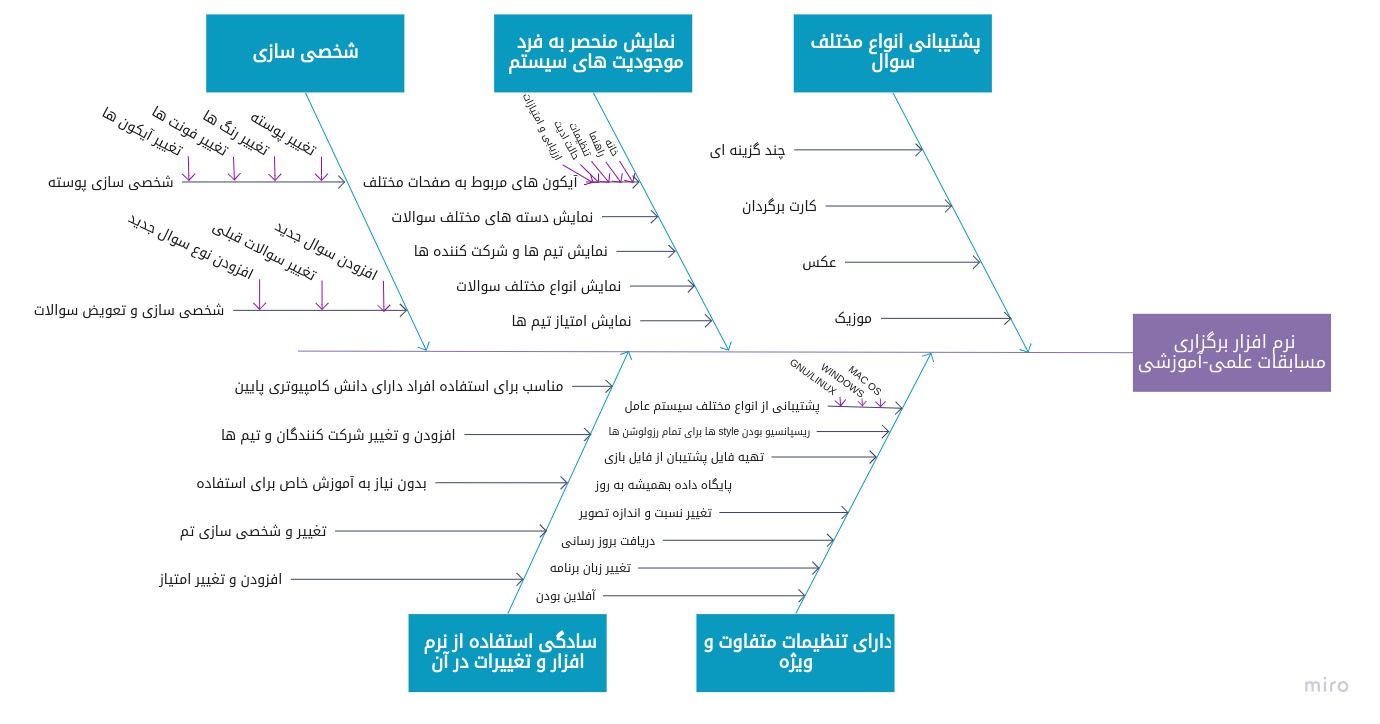 پشتیبانی انواع مختلف
سوال
چند گزینه ای
کارت برگردان
عکس
موزیک
نمایش منحصر به فرد
موجودیت های سیستم
خانه
راهنما
تنظیمات
حالت ادیت
ارزیابی و امتیازات
آیکون های مربوط به صفحات مختلف
نمایش دسته های مختلف سوالات
نمایش تیم ها و شرکت کننده ها
نمایش انواع مختلف سوالات
نمایش امتیاز تیم ها
شخصی سازی
تغییر پوسته
تغییر رنگ ها
تغییر فونت ها
تغییر آیکون ها
شخصی سازی پوسته
افزودن سوال جدید
تغییر سوالات قبلی
افزودن نوع سوال جدید
شخصی سازی و تعویض سوالات
نرم افزار برگزاری
مسابقات علمی-آموزشی
MAC OS
WINDOWS
GNU/LINUX
پشتیبانی از انواع مختلف سیستم عامل
ریسپانسیو بودن style ها برای تمام رزولوشن ها
تهیه فایل پشتیبان از فایل بازی
پایگاه داده بهمیشه به روز
تغییر نسبت و اندازه تصویر
دریافت بروز رسانی
تغییر زبان برنامه
آفلاین بودن
دارای تنظیمات متفاوت و
ویژه
مناسب برای استفاده افراد دارای دانش کامپیوتری پایین
افزودن و تغییر شرکت کنندگان و تیم ها
بدون نیاز به آموزش خاص برای استفاده
تغییر و شخصی سازی تم
افزودن و تغییر امتیاز
سادگی استفاده از نرم
افزار و تغییرات در آن
miro